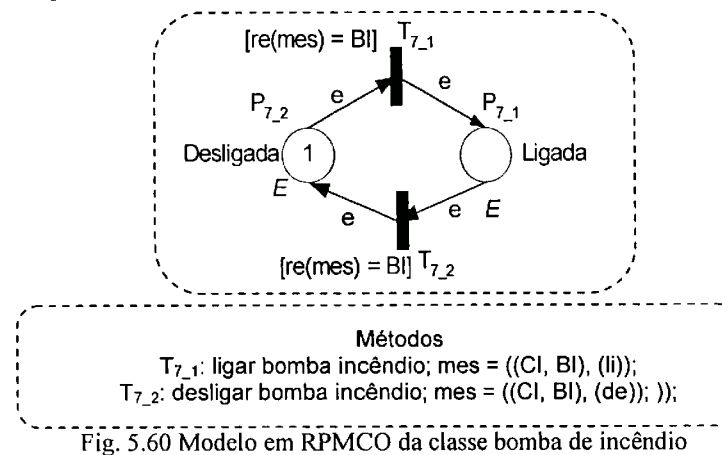 [re(mes) = BI] T7_1
e e
P7_2 P7_1
Desligada 1 Ligada
E E
e e
[re(mes) = BI] T7_2
Métodos
T7_1: ligar bomba incêndio; mes = ((CI, BI), (li));
T7_2: desligar bomba incêndio; mes = ((CI, BI), (de)); ));
Fig. 5.60 Modelo em RPMCO da classe bomba de incêndio